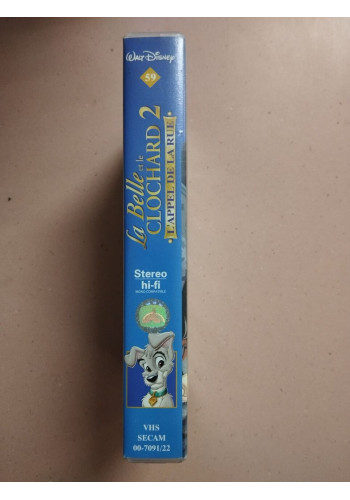 WALT DISNEY
59
La Belle et le
CLOCHARD 2
• L'APPEL DE LA RUE •
Stereo
hi-fi
VHS
SECAM
00-7091/22